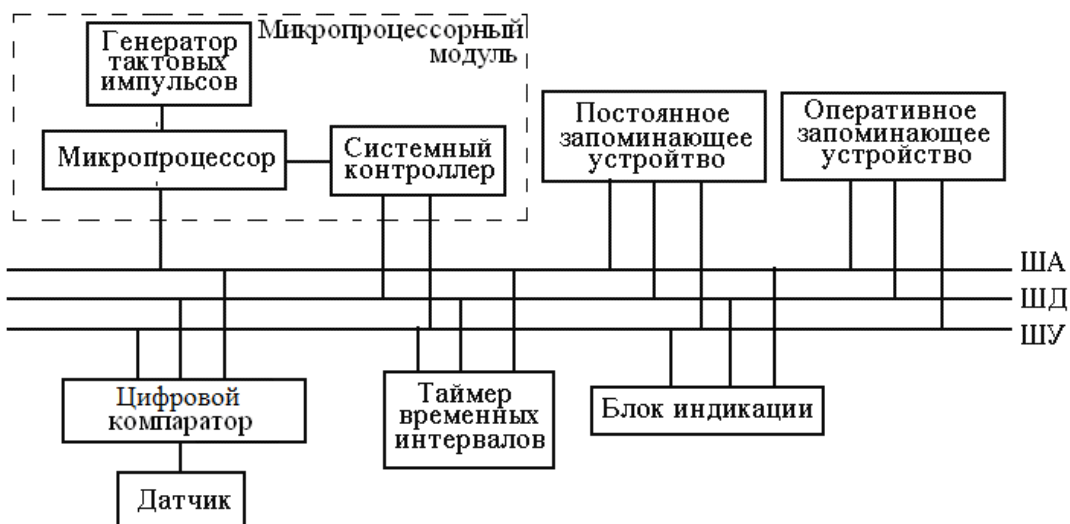 Генератор
тактовых
импульсов
Микропроцессорный
модуль
Микропроцессор
Системный
контроллер
Постоянное
запоминающее
устройтво
Оперативное
запоминающее
устройство
ША
ШД
ШУ
Цифровой
компаратор
Таймер
временных
интервалов
Блок индикации
Датчик